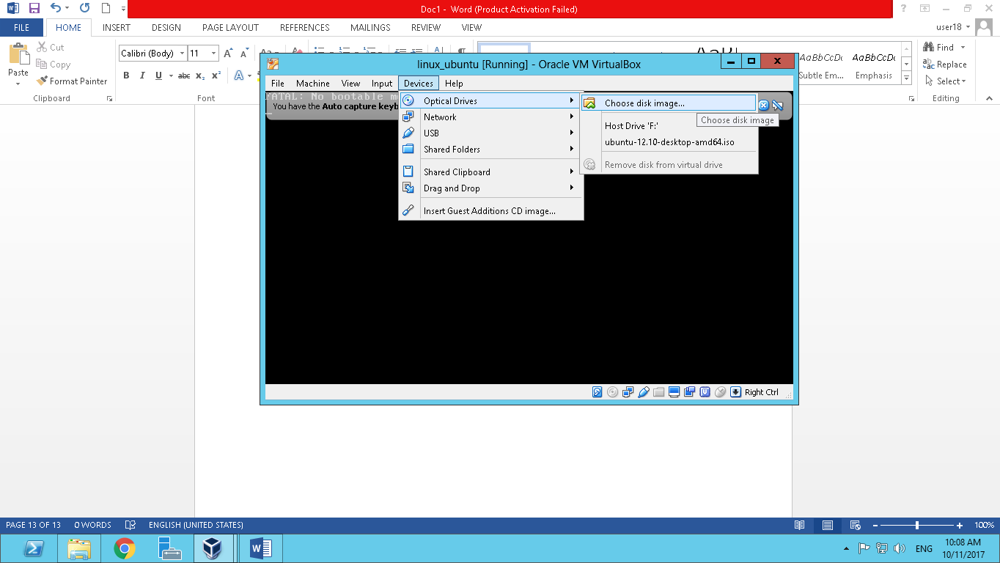 Doc1 - Word (Product Activation Failed)
FILE HOME INSERT DESIGN PAGE LAYOUT REFERENCES MAILINGS REVIEW VIEW user18
Cut
Copy
Format Painter
Paste
Clipboard
Calibri (Body) 11
B I U abc x₂ x² A
Font
AaBbCcDc AaBbCcDc
Subtle Em... Emphasis
Find
Replace
Select
Editing
linux_ubuntu [Running] - Oracle VM VirtualBox
File Machine View Input Devices Help
FATAL: No bootable
You have the Auto capture
Optical Drives
Network
USB
Shared Folders
Shared Clipboard
Drag and Drop
Insert Guest Additions CD image...
Choose disk image...
Choose disk image
Host Drive 'F:'
ubuntu-12.10-desktop-amd64.iso
Remove disk from virtual drive
Right Ctrl
PAGE 13 OF 13 0 WORDS ENGLISH (UNITED STATES) 100%
ENG 10:08 AM
10/11/2017